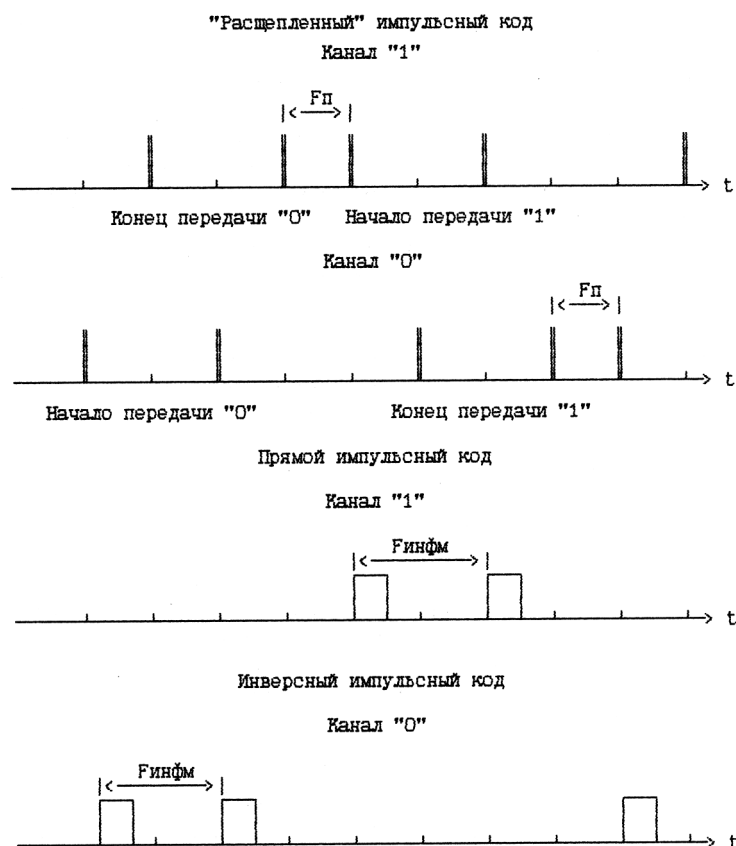 "Расщепленный" импульсный код
Канал "1"
Fп
t
Конец передачи "0" Начало передачи "1"
Канал "0"
Fп
t
Начало передачи "0" Конец передачи "1"
Прямой импульсный код
Канал "1"
Fинфм
t
Инверсный импульсный код
Канал "0"
Fинфм
t